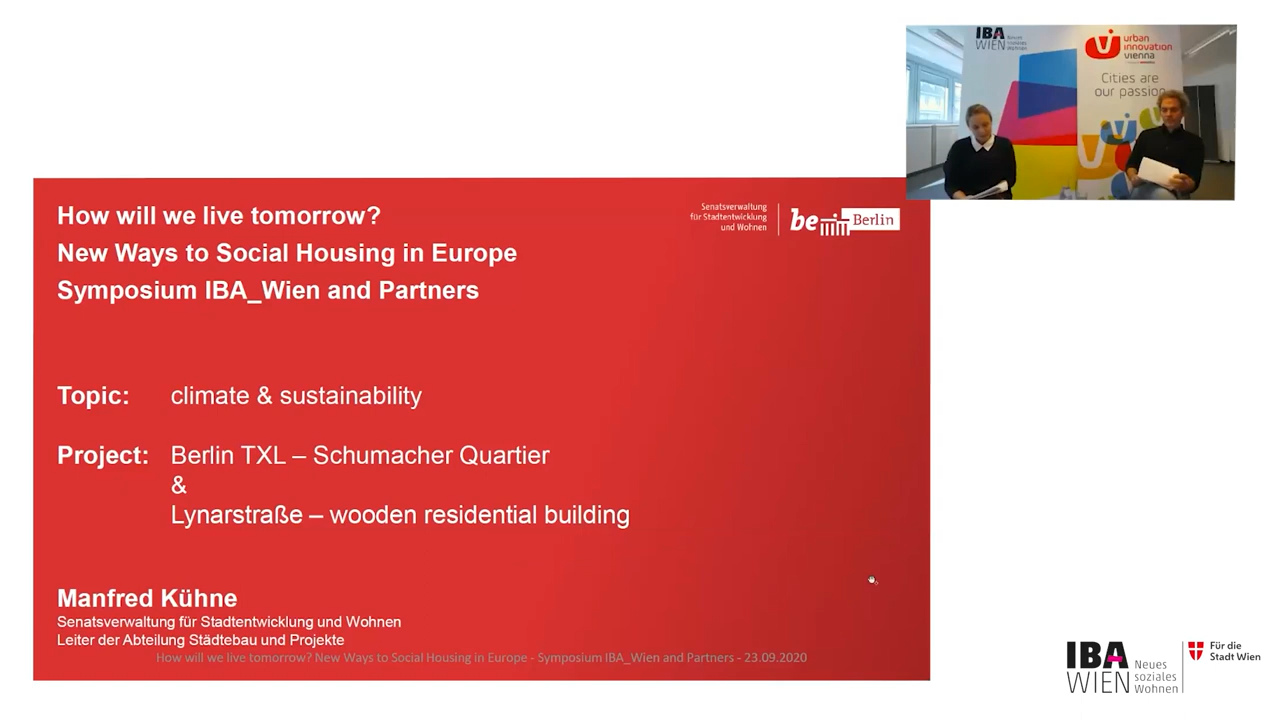 IBA
WIEN
Neues
soziales
Wohnen
urban
innovation
vienna
Cities are
our passion
How will we live tomorrow?
New Ways to Social Housing in Europe
Symposium IBA_Wien and Partners
Senatsverwaltung
für Stadtentwicklung
und Wohnen
be Berlin
Topic: climate & sustainability
Project: Berlin TXL – Schumacher Quartier
&
Lynarstraße – wooden residential building
Manfred Kühne
Senatsverwaltung für Stadtentwicklung und Wohnen
Leiter der Abteilung Städtebau und Projekte
How will we live tomorrow? New Ways to Social Housing in Europe - Symposium IBA_Wien and Partners - 23.09.2020
IBA
WIEN
Neues
soziales
Wohnen
Für die
Stadt Wien